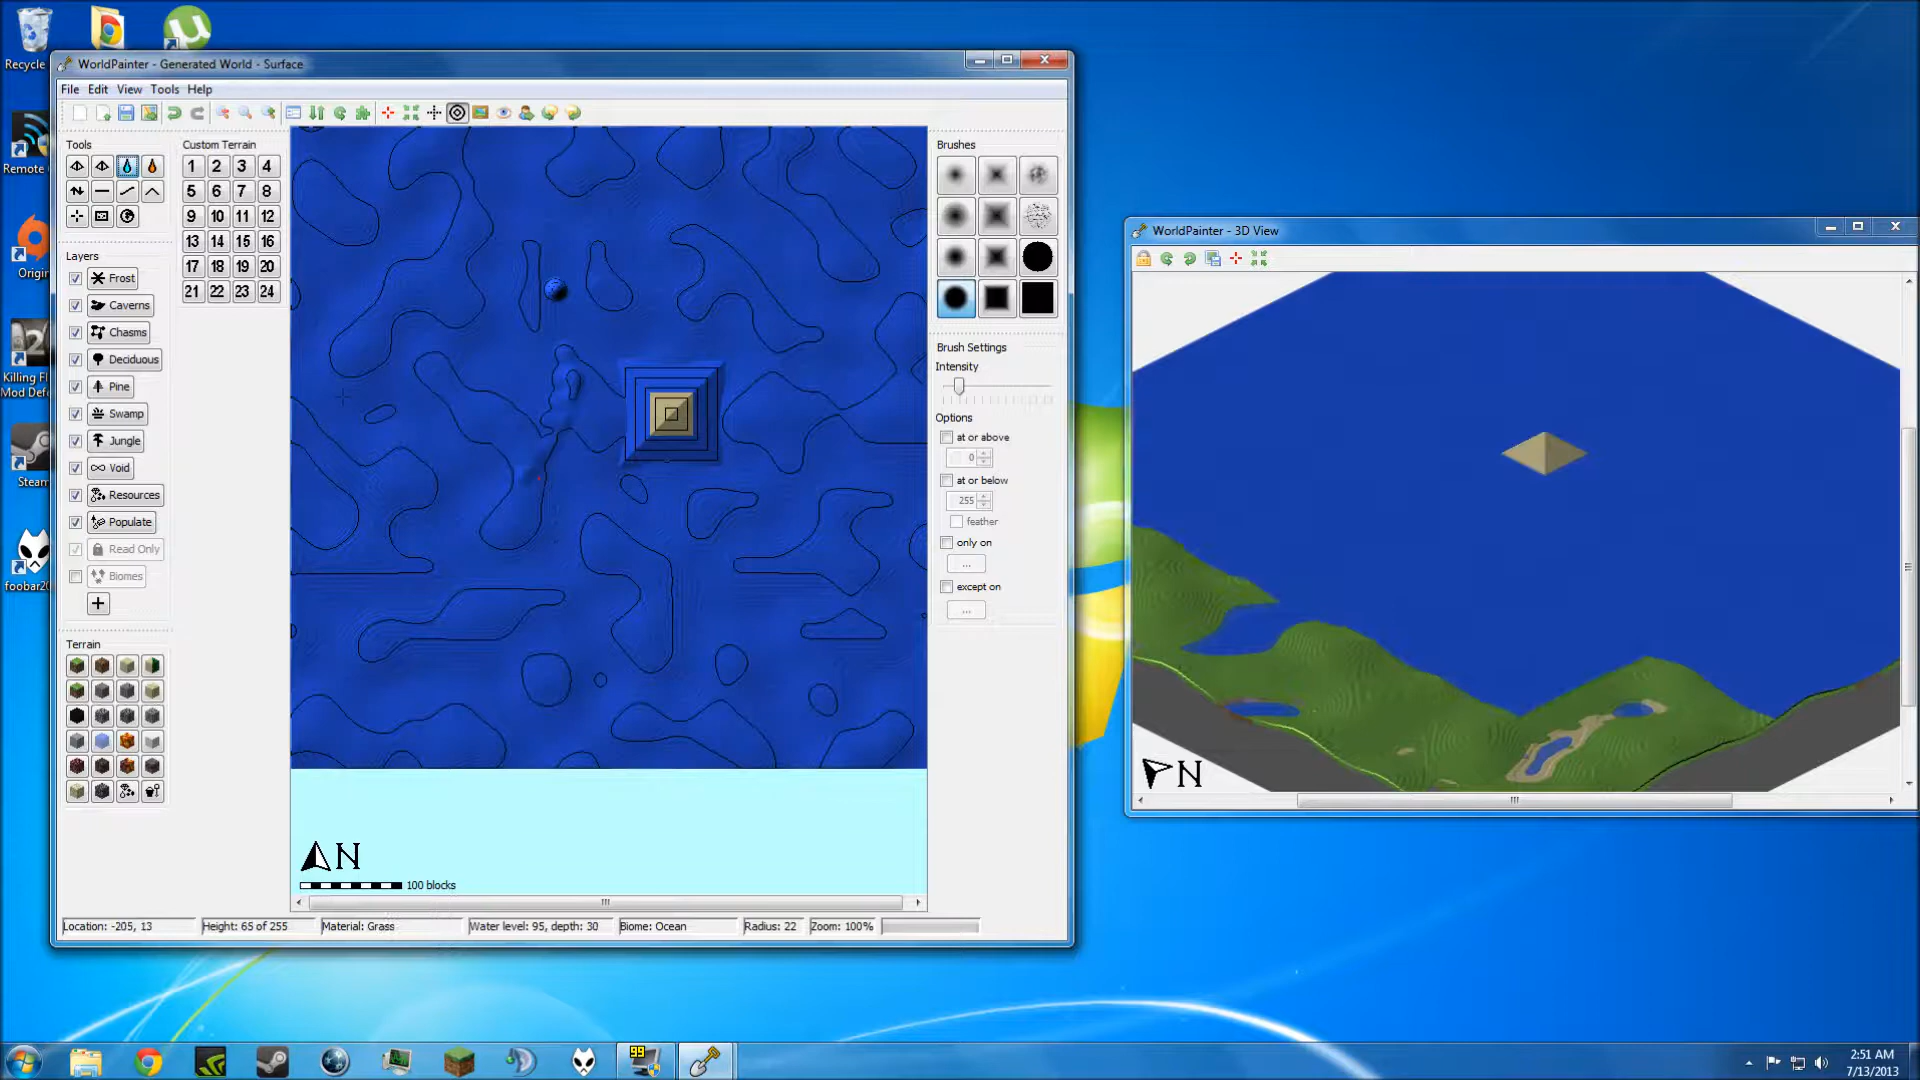 Recycle
WorldPainter - Generated World - Surface
File Edit View Tools Help
Tools
Custom Terrain
1 2 3 4
5 6 7 8
9 10 11 12
13 14 15 16
17 18 19 20
21 22 23 24
Layers
Frost
Caverns
Chasms
Deciduous
Pine
Swamp
Jungle
Void
Resources
Populate
Read Only
Biomes
Terrain
N
100 blocks
Brushes
Brush Settings
Intensity
Options
at or above
0
at or below
255
feather
only on
...
except on
...
Location: -205, 13
Height: 65 of 255
Material: Grass
Water level: 95, depth: 30
Biome: Ocean
Radius: 22
Zoom: 100%
Remote
Origin
Killing Fl
Mod Def
Steam
foobar20
WorldPainter - 3D View
N
99
2:51 AM
7/13/2013